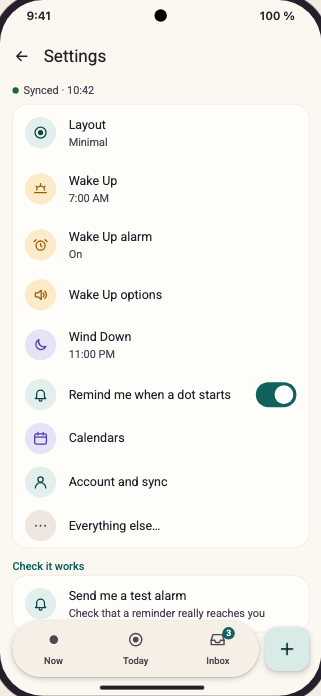 9:41
100 %
Settings
Synced · 10:42
Layout
Minimal
Wake Up
7:00 AM
Wake Up alarm
On
Wake Up options
Wind Down
11:00 PM
Remind me when a dot starts
Calendars
Account and sync
Everything else…
Check it works
Send me a test alarm
Check that a reminder really reaches you
3
Now
Today
Inbox